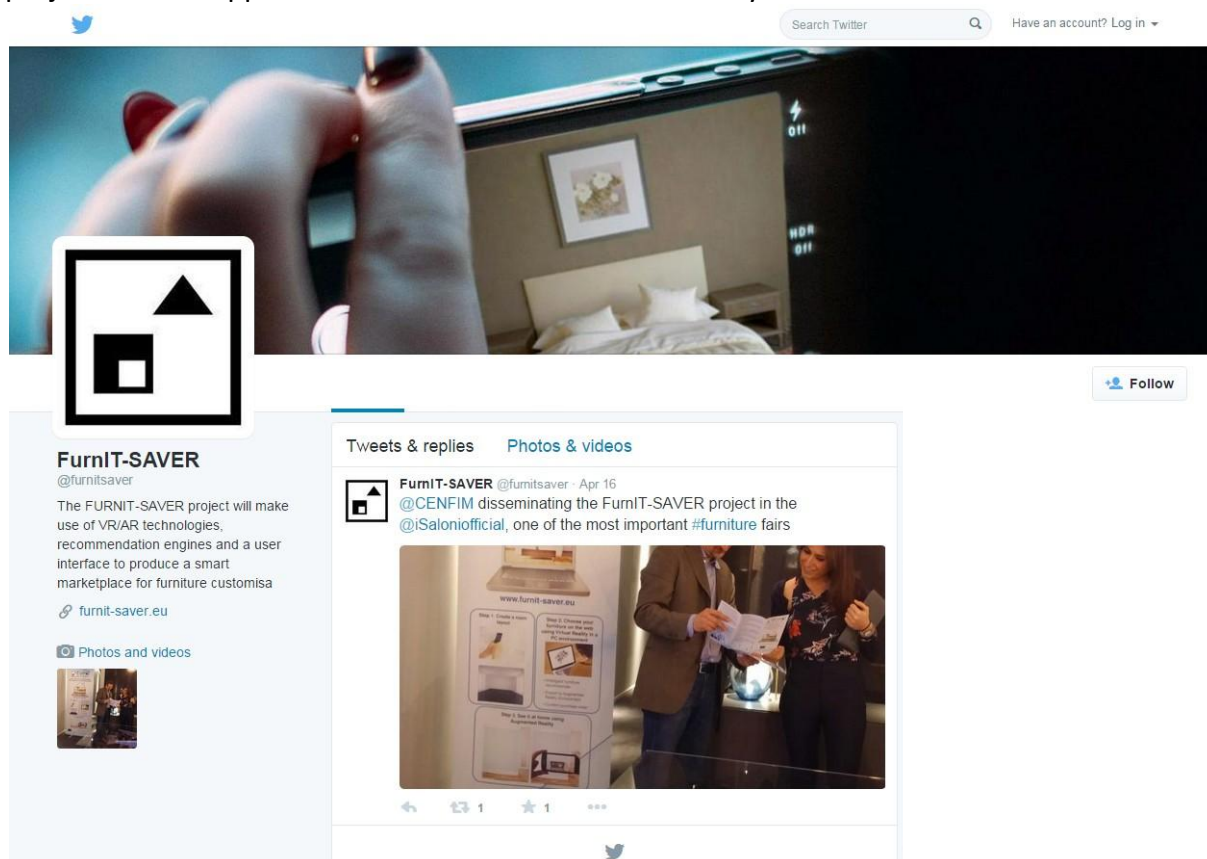 Search Twitter
Have an account? Log in
Off
HDR
Off
Follow
Tweets & replies Photos & videos
FurnIT-SAVER
@furnitsaver
The FURNIT-SAVER project will make
use of VR/AR technologies,
recommendation engines and a user
interface to produce a smart
marketplace for furniture customisa
furnit-saver.eu
Photos and videos
FurnIT-SAVER @furnitsaver · Apr 16
@CENFIM disseminating the FurnIT-SAVER project in the
@iSaloniofficial, one of the most important #furniture fairs
www.furnit-saver.eu
Step 1: Create a room
layout
Step 2: Choose your
furniture on the web
using Virtual Reality in a
PC environment
Step 3: See it at home using
Augmented Reality
1 1